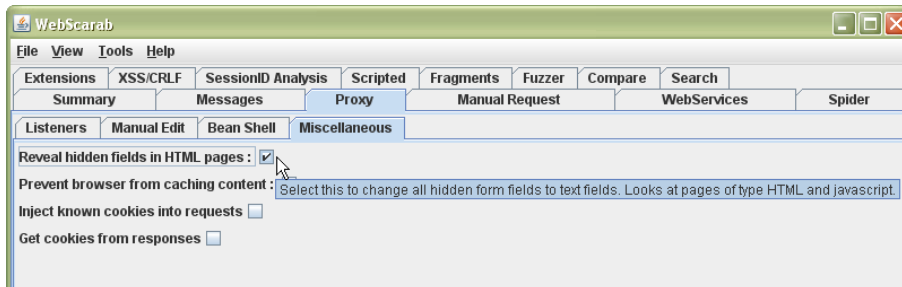 WebScarab
File View Tools Help
Extensions XSS/CRLF SessionID Analysis Scripted Fragments Fuzzer Compare Search
Summary Messages Proxy Manual Request WebServices Spider
Listeners Manual Edit Bean Shell Miscellaneous
Reveal hidden fields in HTML pages :
Prevent browser from caching content :
Select this to change all hidden form fields to text fields. Looks at pages of type HTML and javascript.
Inject known cookies into requests
Get cookies from responses